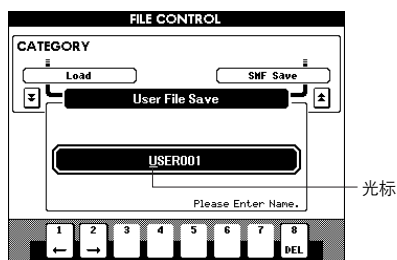 FILE CONTROL
CATEGORY
Load
SMF Save
User File Save
USER001
光标
Please Enter Name.
1 2 3 4 5 6 7 8
← → DEL